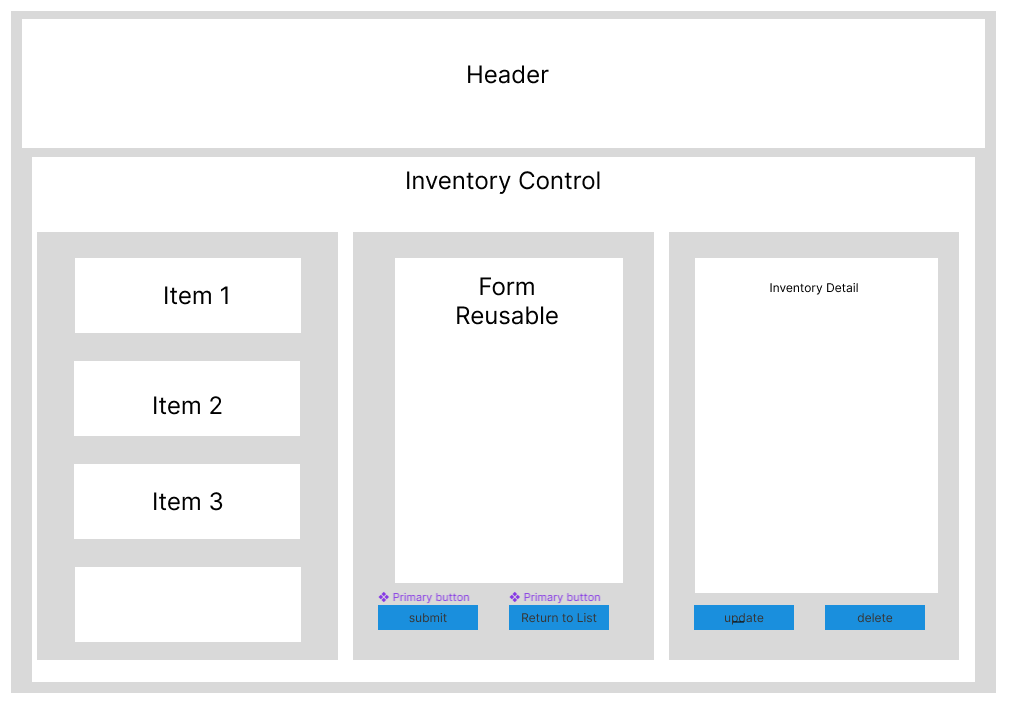 Header
Inventory Control
Item 1
Item 2
Item 3
Form
Reusable
Primary button
Primary button
submit
Return to List
Inventory Detail
update
delete